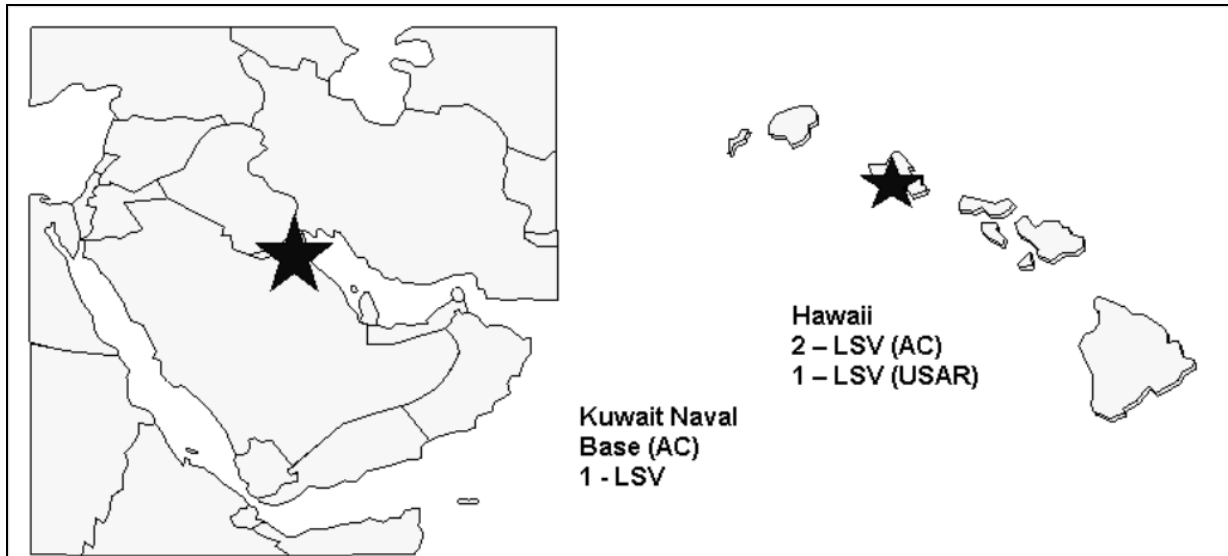 Hawaii
2 – LSV (AC)
1 – LSV (USAR)
Kuwait Naval
Base (AC)
1 - LSV